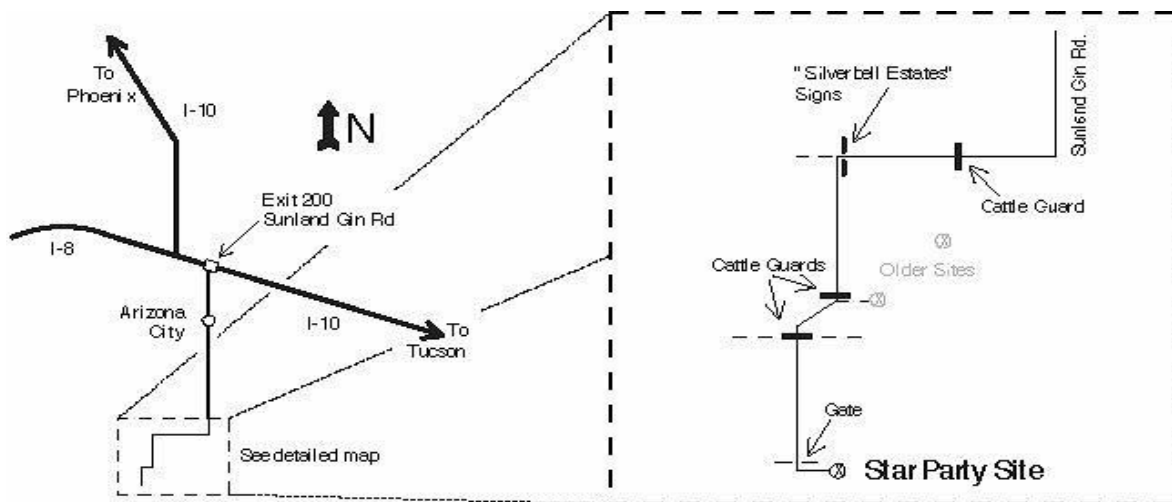 To
Phoenix
I-10
N
Exit 200
Sunland Gin Rd
I-8
Arizona
City
I-10
To
Tucson
See detailed map
"Silverbell Estates"
Signs
Sunland Gin Rd.
Cattle Guard
Cattle Guards
Older Sites
Gate
Star Party Site